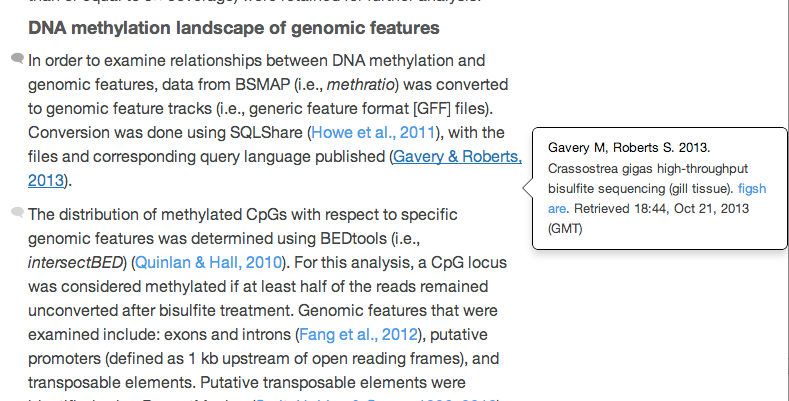 than or equal to 5x coverage) were retained for further analysis.
DNA methylation landscape of genomic features
In order to examine relationships between DNA methylation and
genomic features, data from BSMAP (i.e., methratio) was converted
to genomic feature tracks (i.e., generic feature format [GFF] files).
Conversion was done using SQLShare (Howe et al., 2011), with the
files and corresponding query language published (Gavery & Roberts,
2013).
The distribution of methylated CpGs with respect to specific
genomic features was determined using BEDtools (i.e.,
intersectBED) (Quinlan & Hall, 2010). For this analysis, a CpG locus
was considered methylated if at least half of the reads remained
unconverted after bisulfite treatment. Genomic features that were
examined include: exons and introns (Fang et al., 2012), putative
promoters (defined as 1 kb upstream of open reading frames), and
transposable elements. Putative transposable elements were
Gavery M, Roberts S. 2013.
Crassostrea gigas high-throughput
bisulfite sequencing (gill tissue). figsh
are. Retrieved 18:44, Oct 21, 2013
(GMT)